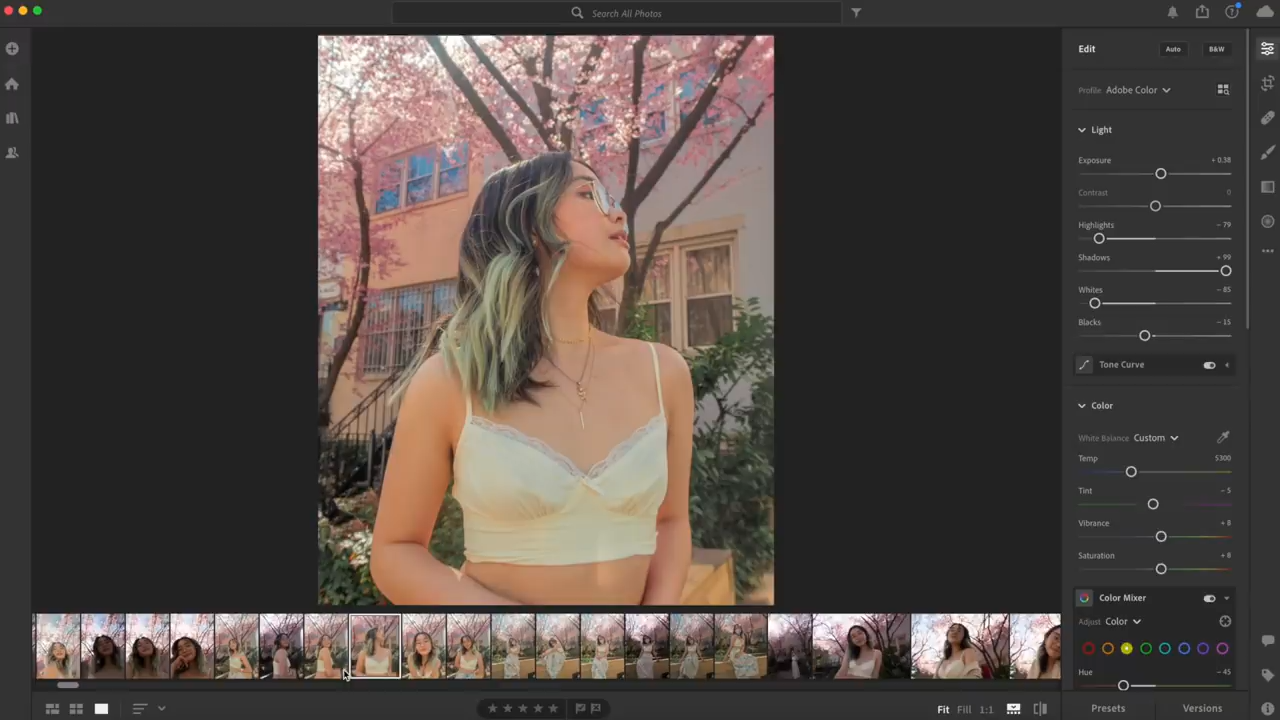 Search All Photos
Edit
Auto
B&W
Profile Adobe Color
Light
Exposure + 0.38
Contrast 0
Highlights − 79
Shadows + 99
Whites − 85
Blacks − 15
Tone Curve
Color
White Balance Custom
Temp 5300
Tint − 5
Vibrance + 8
Saturation + 8
Color Mixer
Adjust Color
Hue − 45
Fit Fill 1:1
Presets Versions